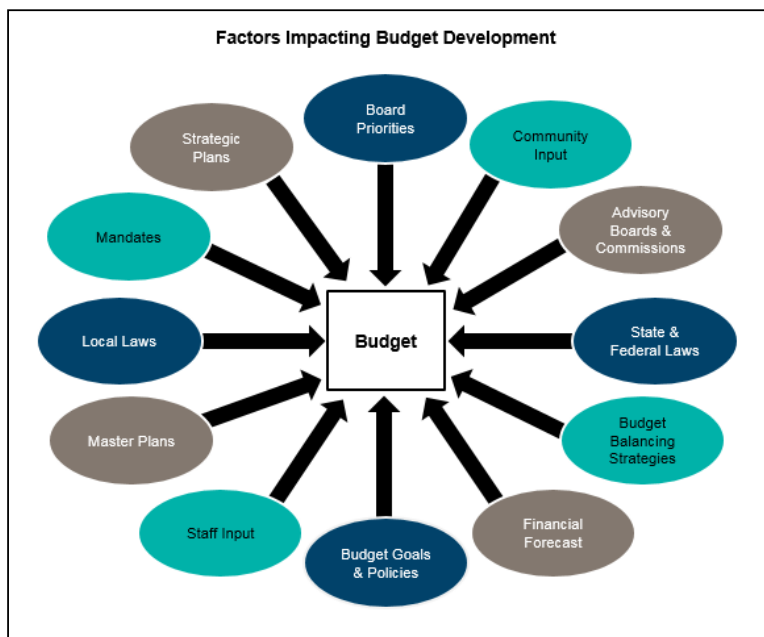 Factors Impacting Budget Development
Board
Priorities
Community
Input
Advisory
Boards &
Commissions
State &
Federal Laws
Budget
Balancing
Strategies
Financial
Forecast
Budget Goals
& Policies
Staff Input
Master Plans
Local Laws
Mandates
Strategic
Plans
Budget